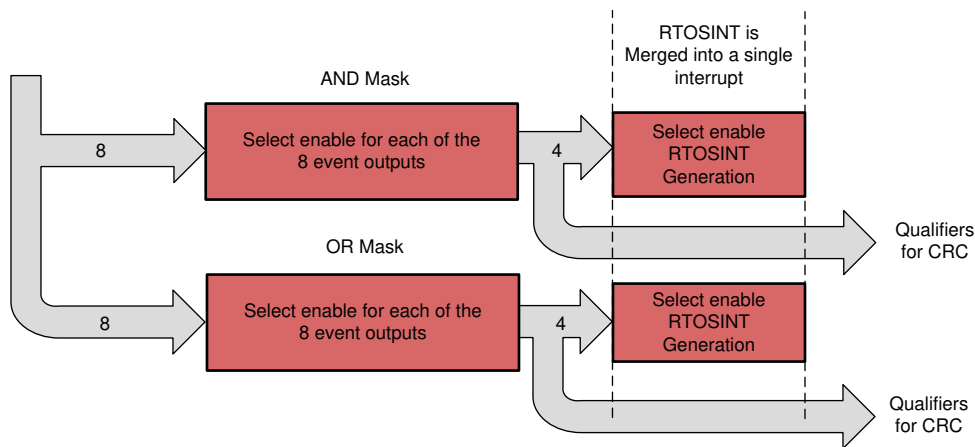 RTOSINT is
Merged into a single
interrupt
AND Mask
8
Select enable for each of the
8 event outputs
4
Select enable
RTOSINT
Generation
Qualifiers
for CRC
OR Mask
8
Select enable for each of the
8 event outputs
4
Select enable
RTOSINT
Generation
Qualifiers
for CRC